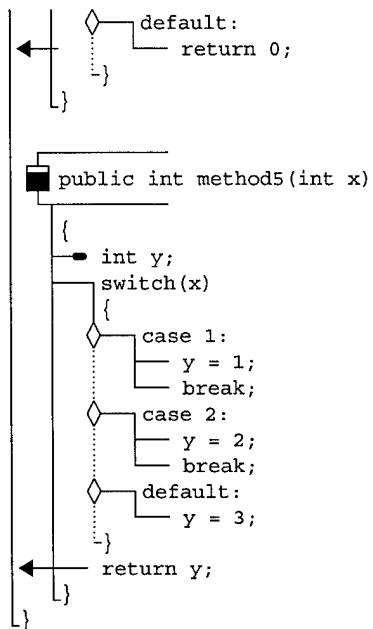 default:
return 0;
}
}
public int method5(int x)
{
int y;
switch(x)
{
case 1:
y = 1;
break;
case 2:
y = 2;
break;
default:
y = 3;
}
return y;
}
}